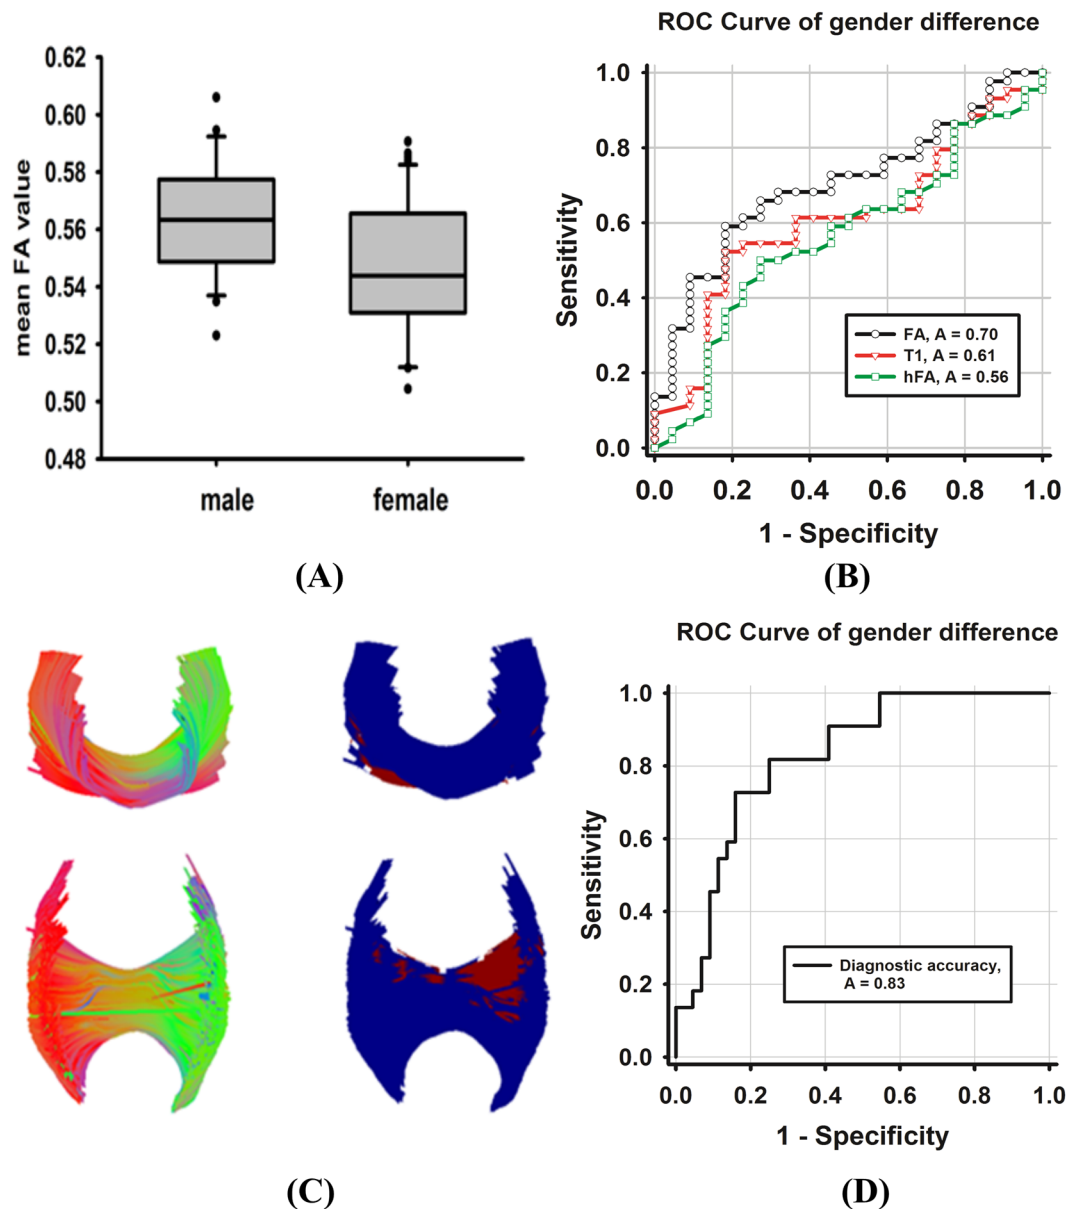 mean FA value
0.62
0.60
0.58
0.56
0.54
0.52
0.50
0.48
male female
(A)
ROC Curve of gender difference
Sensitivity
1.0
0.8
0.6
0.4
0.2
0.0
FA, A = 0.70
T1, A = 0.61
hFA, A = 0.56
0.0 0.2 0.4 0.6 0.8 1.0
1 - Specificity
(B)
(C)
ROC Curve of gender difference
Sensitivity
1.0
0.8
0.6
0.4
0.2
0.0
Diagnostic accuracy,
A = 0.83
0.0 0.2 0.4 0.6 0.8 1.0
1 - Specificity
(D)